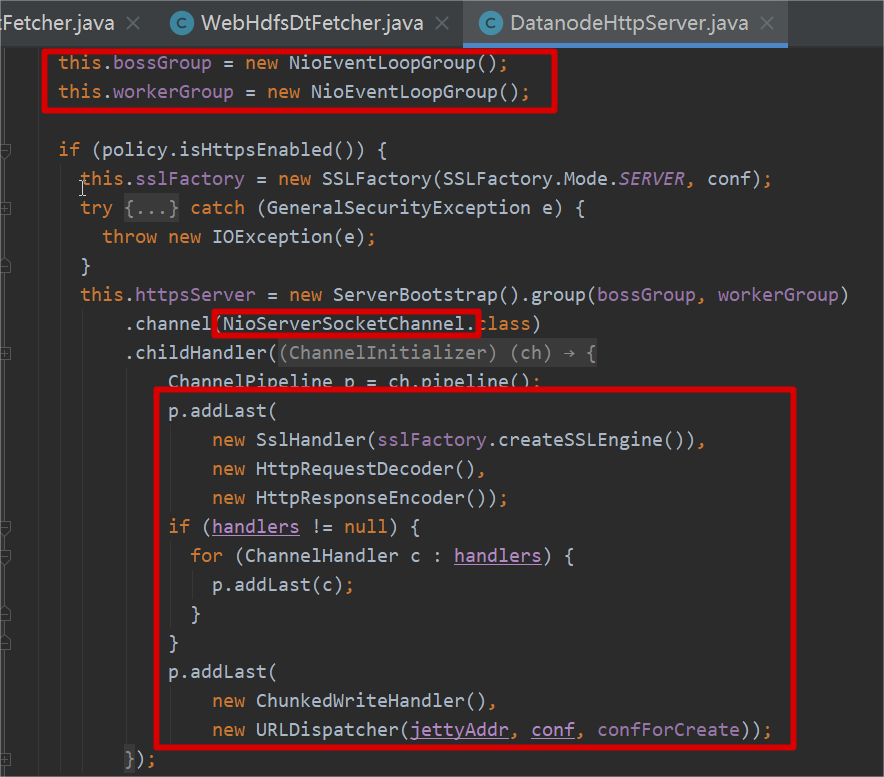 tFetcher.java × WebHdfsDtFetcher.java × DatanodeHttpServer.java ×
this.bossGroup = new NioEventLoopGroup();
this.workerGroup = new NioEventLoopGroup();
if (policy.isHttpsEnabled()) {
this.sslFactory = new SSLFactory(SSLFactory.Mode.SERVER, conf);
try {...} catch (GeneralSecurityException e) {
throw new IOException(e);
}
this.httpsServer = new ServerBootstrap().group(bossGroup, workerGroup)
.channel(NioServerSocketChannel.class)
.childHandler((ChannelInitializer) (ch) → {
ChannelPipeline p = ch.pipeline();
p.addLast(
new SslHandler(sslFactory.createSSLEngine()),
new HttpRequestDecoder(),
new HttpResponseEncoder());
if (handlers != null) {
for (ChannelHandler c : handlers) {
p.addLast(c);
}
}
p.addLast(
new ChunkedWriteHandler(),
new URLDispatcher(jettyAddr, conf, confForCreate));
});